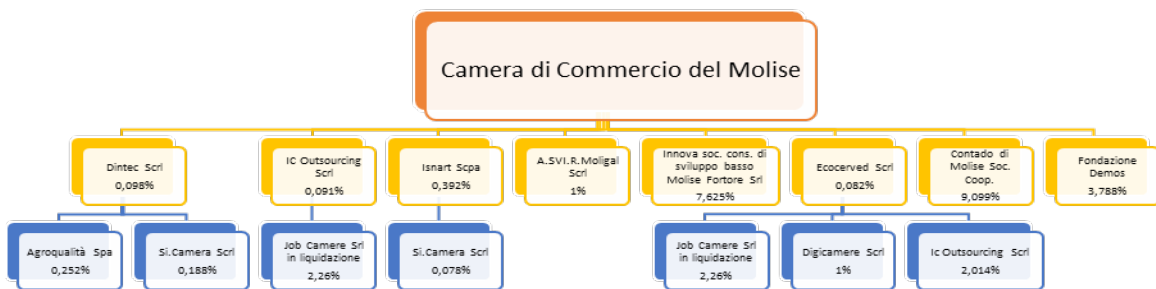 Camera di Commercio del Molise
Dintec Scrl
0,098%
IC Outsourcing
Scrl
0,091%
Isnart Scpa
0,392%
A.SVI.R.Moligal
Scrl
1%
Innova soc. cons. di
sviluppo basso
Molise Fortore Srl
7,625%
Ecocerved Scrl
0,082%
Contado di
Molise Soc.
Coop.
9,099%
Fondazione
Demos
3,788%
Agroqualità Spa
0,252%
Si.Camera Scrl
0,188%
Job Camere Srl
in liquidazione
2,26%
Si.Camera Scrl
0,078%
Job Camere Srl
in liquidazione
2,26%
Digicamere Scrl
1%
Ic Outsourcing Scrl
2,014%